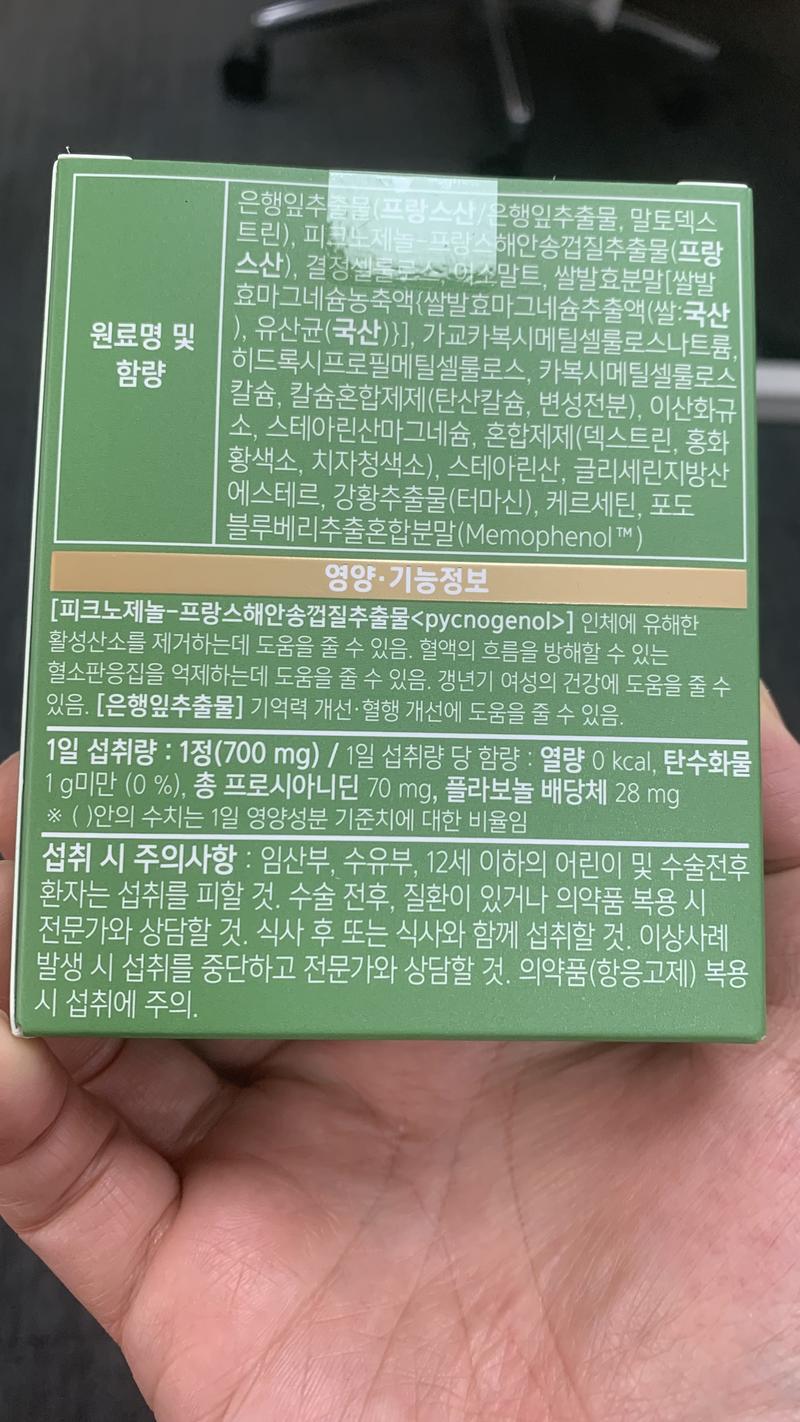 원료명 및
함량
은행잎추출물(프랑스산/은행잎추출물, 말토덱스
트린), 피크노제놀-프랑스해안송껍질추출물(프랑
스산), 결정셀룰로스, 이소말트, 쌀발효분말[쌀발
효마그네슘농축액{쌀발효마그네슘추출액(쌀:국산
), 유산균(국산)}], 가교카복시메틸셀룰로스나트륨,
히드록시프로필메틸셀룰로스, 카복시메틸셀룰로스
칼슘, 칼슘혼합제제(탄산칼슘, 변성전분), 이산화규
소, 스테아린산마그네슘, 혼합제제(덱스트린, 홍화
황색소, 치자청색소), 스테아린산, 글리세린지방산
에스테르, 강황추출물(터마신), 케르세틴, 포도
블루베리추출혼합분말(Memophenol™)
영양·기능정보
[피크노제놀-프랑스해안송껍질추출물<pycnogenol>] 인체에 유해한
활성산소를 제거하는데 도움을 줄 수 있음. 혈액의 흐름을 방해할 수 있는
혈소판응집을 억제하는데 도움을 줄 수 있음. 갱년기 여성의 건강에 도움을 줄 수
있음. [은행잎추출물] 기억력 개선·혈행 개선에 도움을 줄 수 있음.
1일 섭취량 : 1정(700 mg) / 1일 섭취량 당 함량 : 열량 0 kcal, 탄수화물
1 g미만 (0 %), 총 프로시아니딘 70 mg, 플라보놀 배당체 28 mg
※ ( )안의 수치는 1일 영양성분 기준치에 대한 비율임
섭취 시 주의사항 : 임산부, 수유부, 12세 이하의 어린이 및 수술전후
환자는 섭취를 피할 것. 수술 전후, 질환이 있거나 의약품 복용 시
전문가와 상담할 것. 식사 후 또는 식사와 함께 섭취할 것. 이상사례
발생 시 섭취를 중단하고 전문가와 상담할 것. 의약품(항응고제) 복용
시 섭취에 주의.